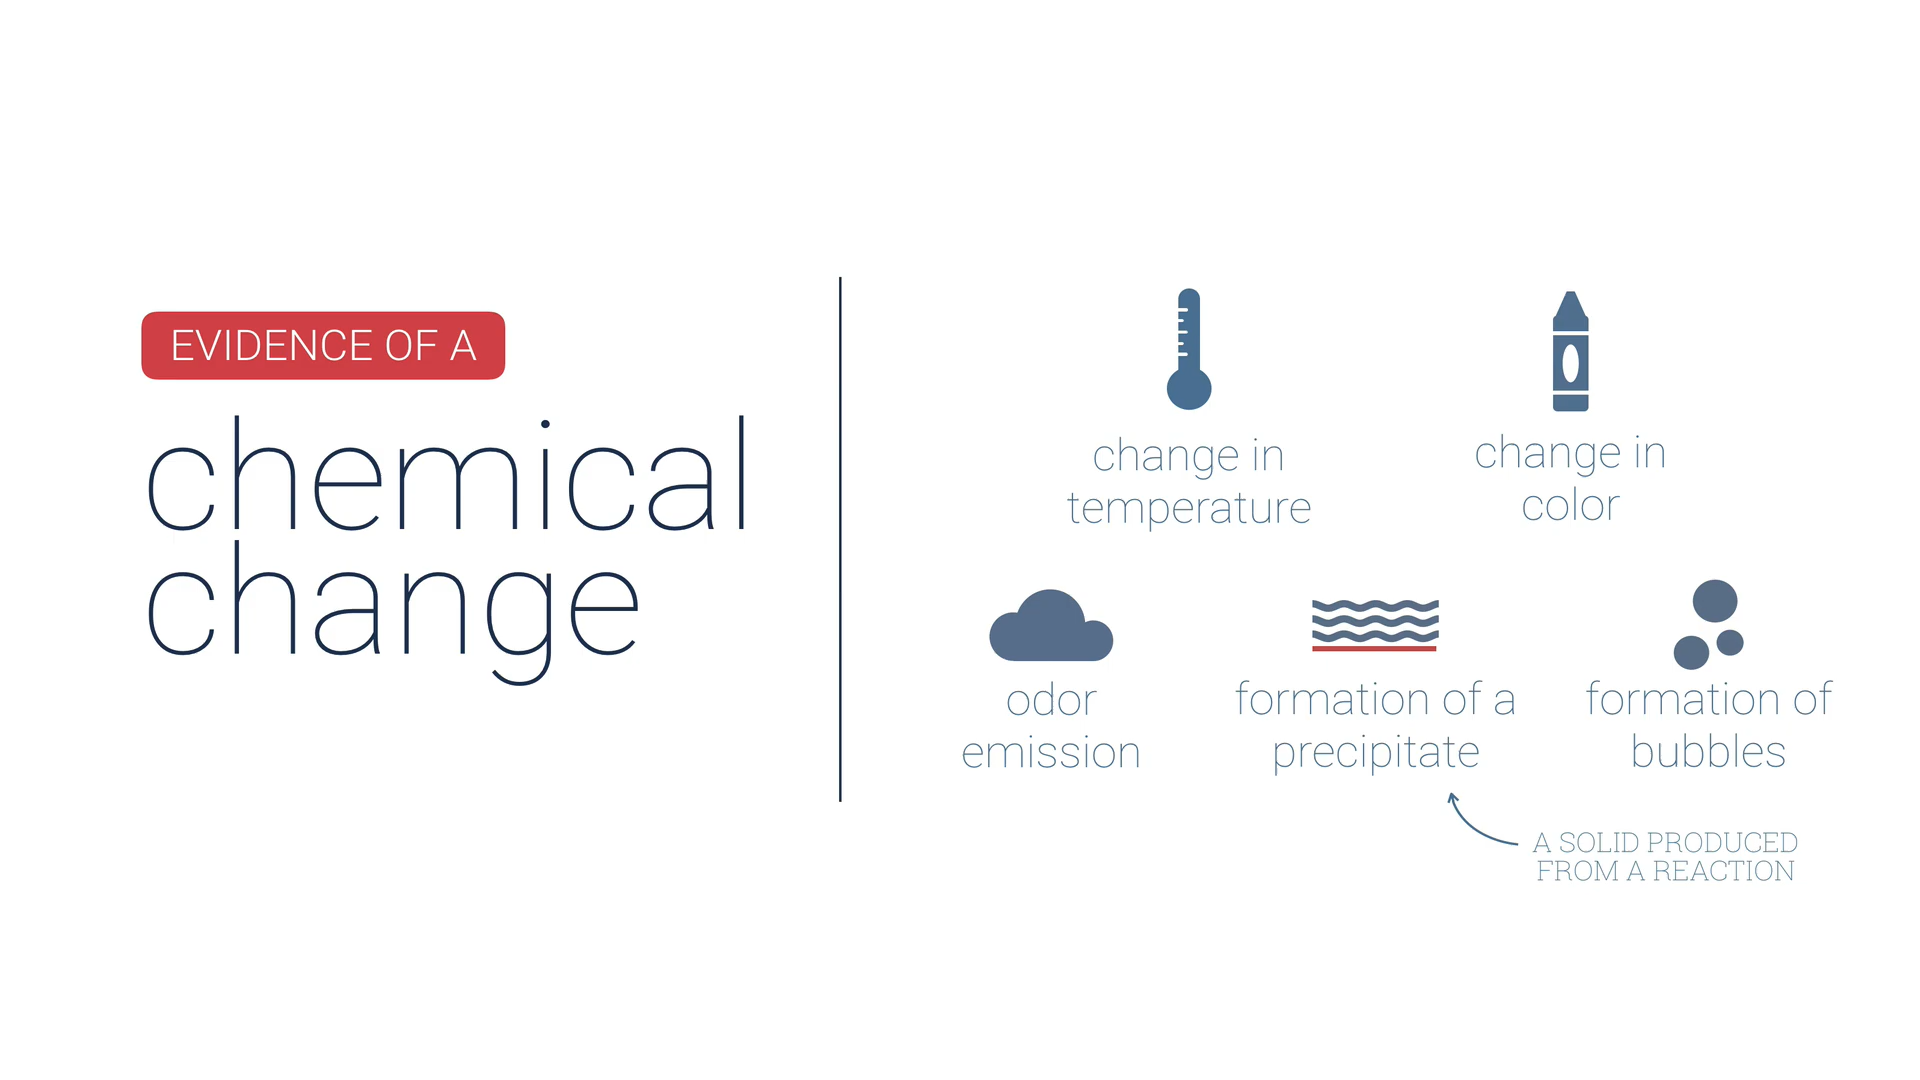 EVIDENCE OF A
chemical
change
change in
temperature
change in
color
odor
emission
formation of a
precipitate
formation of
bubbles
A SOLID PRODUCED
FROM A REACTION